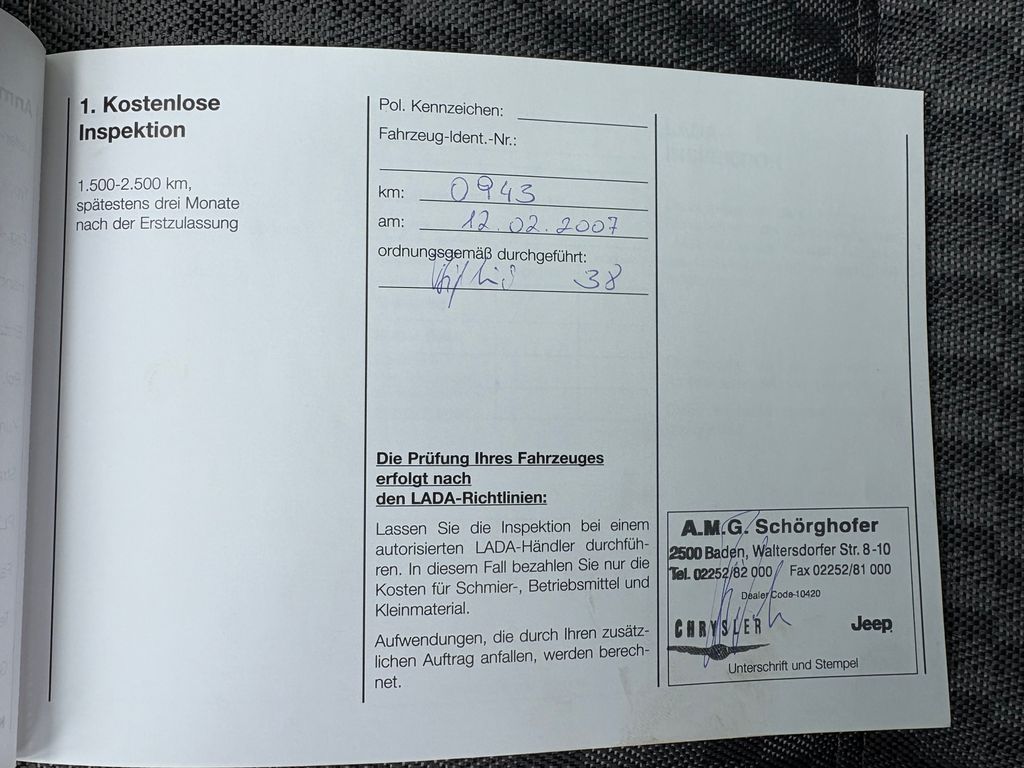 1. Kostenlose
Inspektion
1.500-2.500 km,
spätestens drei Monate
nach der Erstzulassung
Pol. Kennzeichen:
Fahrzeug-Ident.-Nr.:
km: 0943
am: 12.02.2007
ordnungsgemäß durchgeführt:
38
Die Prüfung Ihres Fahrzeuges
erfolgt nach
den LADA-Richtlinien:
Lassen Sie die Inspektion bei einem
autorisierten LADA-Händler durchfüh-
ren. In diesem Fall bezahlen Sie nur die
Kosten für Schmier-, Betriebsmittel und
Kleinmaterial.
Aufwendungen, die durch Ihren zusätz-
lichen Auftrag anfallen, werden berech-
net.
A.M.G. Schörghofer
2500 Baden, Waltersdorfer Str. 8-10
Tel. 02252/82 000 Fax 02252/81 000
Dealer Code-10420
CHRYSLER Jeep
Unterschrift und Stempel